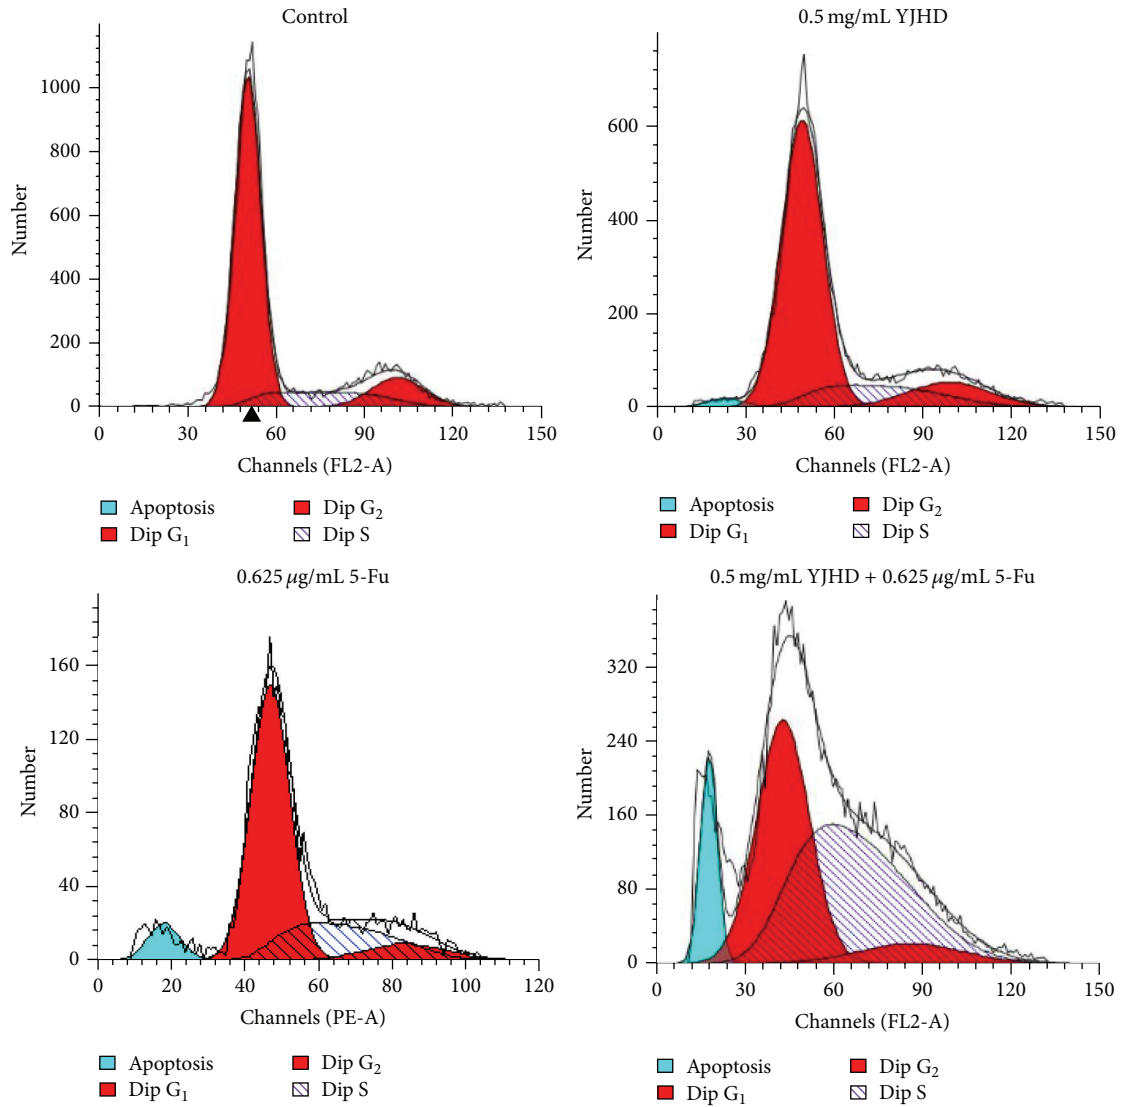 Control
Number
1000
800
600
400
200
0
0 30 60 90 120 150
Channels (FL2-A)
Apoptosis Dip G₂
Dip G₁ Dip S
0.5 mg/mL YJHD
Number
600
400
200
0
0 30 60 90 120 150
Channels (FL2-A)
Apoptosis Dip G₂
Dip G₁ Dip S
0.625 μg/mL 5-Fu
Number
160
120
80
40
0
0 20 40 60 80 100 120
Channels (PE-A)
Apoptosis Dip G₂
Dip G₁ Dip S
0.5 mg/mL YJHD + 0.625 μg/mL 5-Fu
Number
320
240
160
80
0
0 30 60 90 120 150
Channels (FL2-A)
Apoptosis Dip G₂
Dip G₁ Dip S